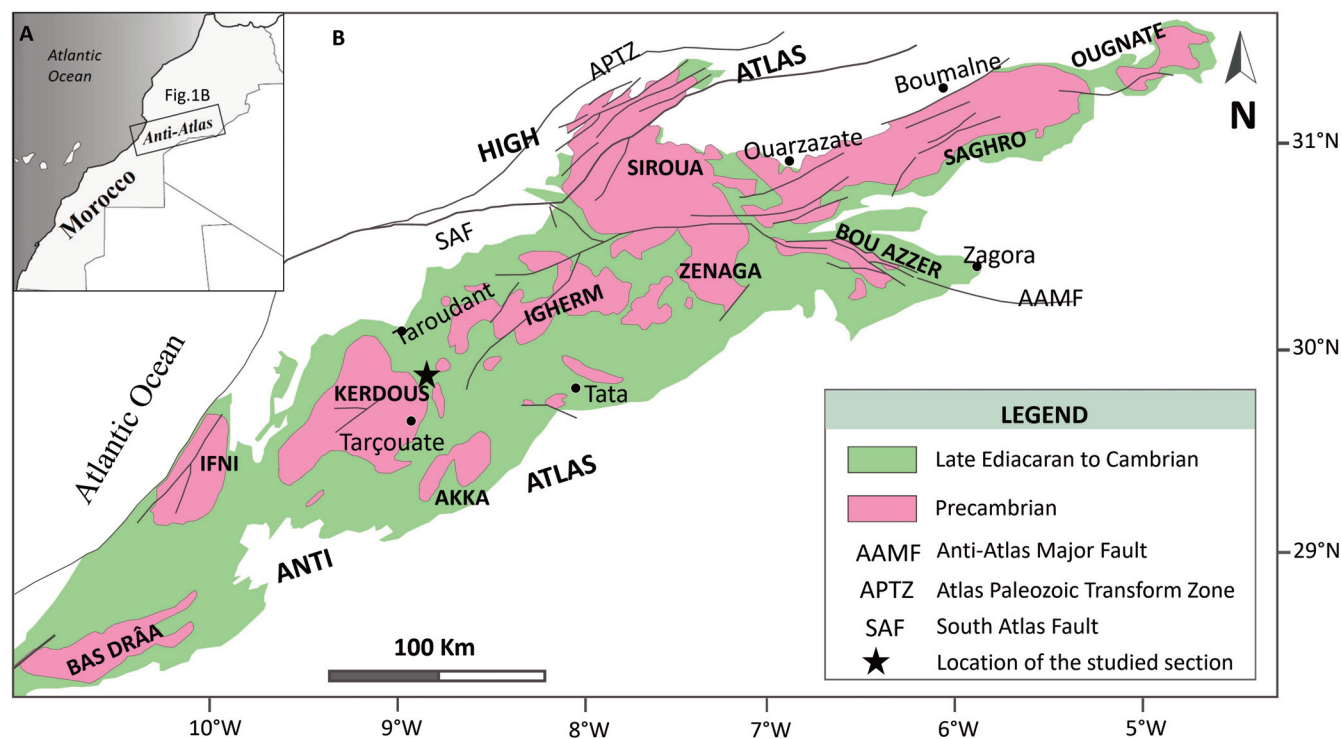 A
Atlantic
Ocean
Fig.1B
Anti-Atlas
Morocco
B
APTZ
HIGH
ATLAS
OUGNATE
Boumalne
N
Ouarzazate
SAGHRO
SIROUA
SAF
BOU AZZER
Zagora
ZENAGA
AAMF
IGHERM
Taroudant
KERDOUS
Tata
Tarçouate
Atlantic Ocean
IFNI
AKKA
ATLAS
ANTI
BAS DRÂA
100 Km
LEGEND
Late Ediacaran to Cambrian
Precambrian
AAMF Anti-Atlas Major Fault
APTZ Atlas Paleozoic Transform Zone
SAF South Atlas Fault
Location of the studied section
31°N
30°N
29°N
10°W 9°W 8°W 7°W 6°W 5°W